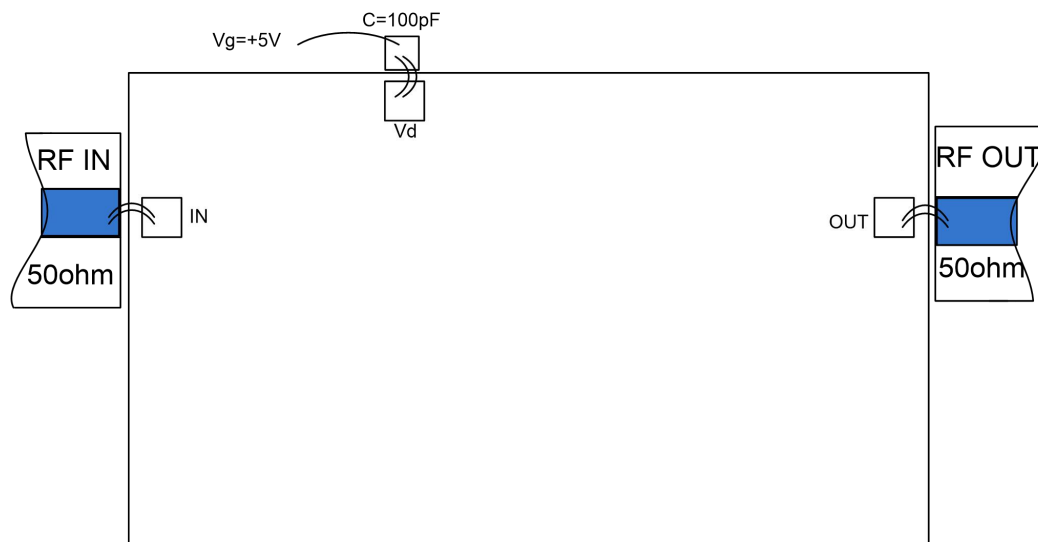 C=100pF
Vg=+5V
Vd
RF IN
RF OUT
IN
OUT
50ohm
50ohm